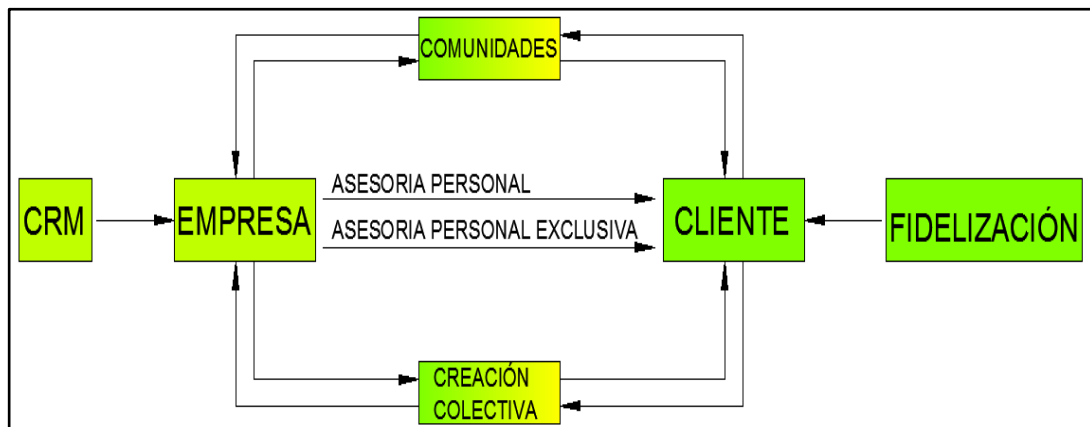 COMUNIDADES
ASESORIA PERSONAL
CRM
EMPRESA
ASESORIA PERSONAL EXCLUSIVA
CLIENTE
FIDELIZACIÓN
CREACIÓN
COLECTIVA